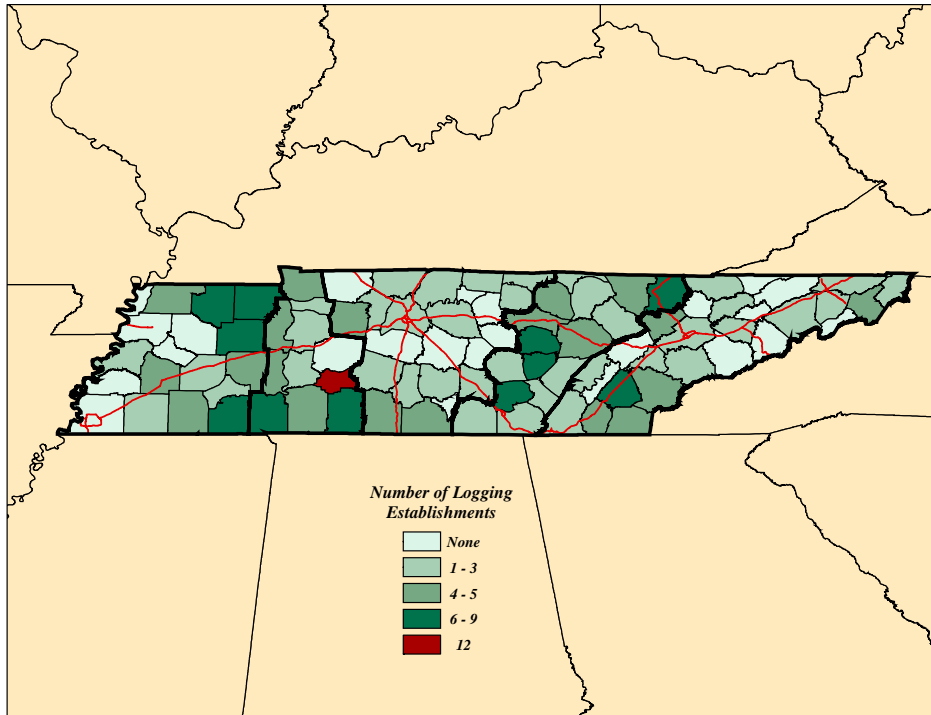 Number of Logging
Establishments
None
1 - 3
4 - 5
6 - 9
12